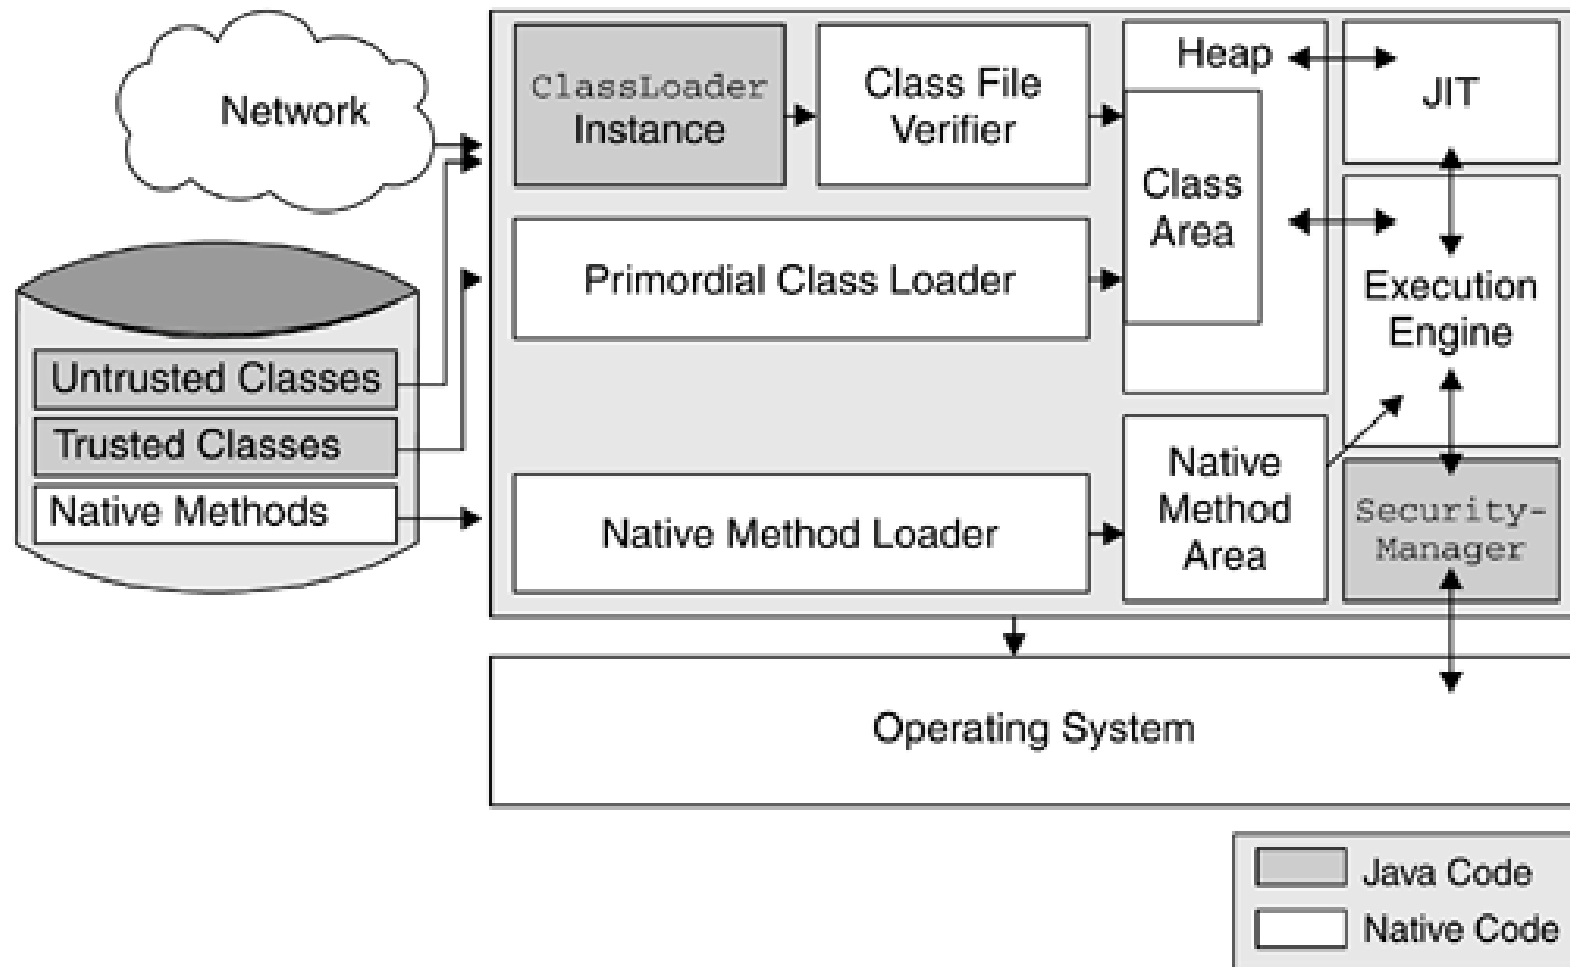 Network
ClassLoader
Instance
Class File
Verifier
Heap
JIT
Class
Area
Primordial Class Loader
Execution
Engine
Untrusted Classes
Trusted Classes
Native Methods
Native Method Loader
Native
Method
Area
Security-
Manager
Operating System
Java Code
Native Code